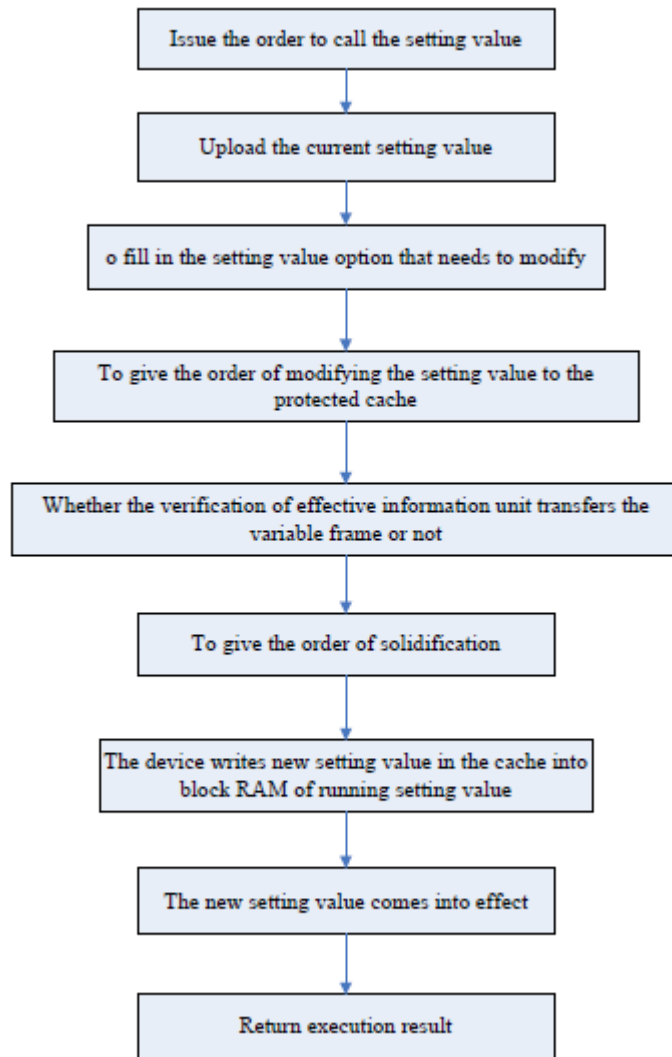 Issue the order to call the setting value
Upload the current setting value
o fill in the setting value option that needs to modify
To give the order of modifying the setting value to the
protected cache
Whether the verification of effective information unit transfers the
variable frame or not
To give the order of solidification
The device writes new setting value in the cache into
block RAM of running setting value
The new setting value comes into effect
Return execution result